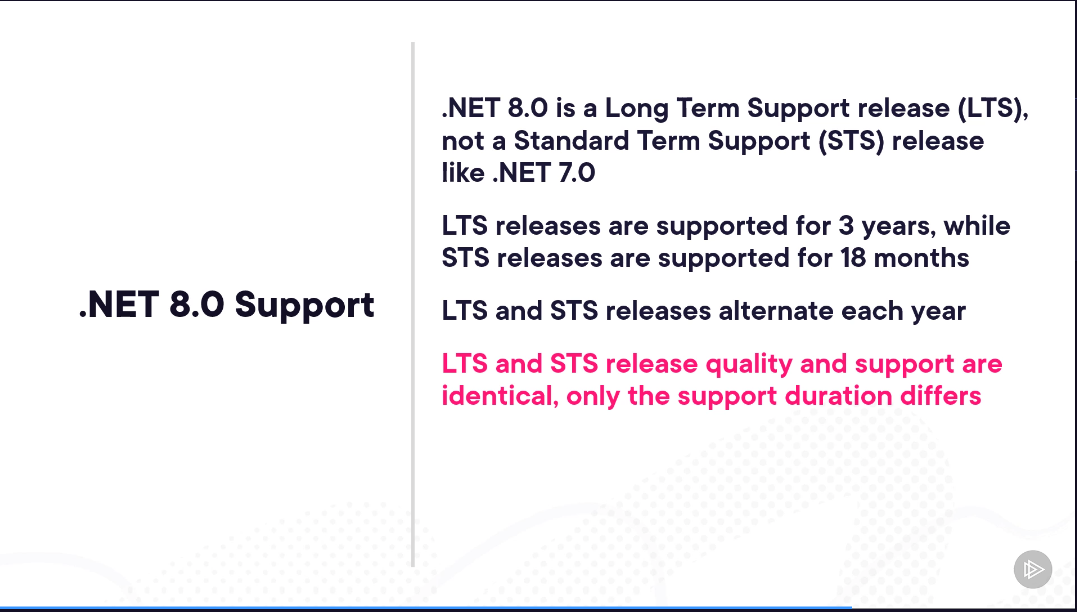 .NET 8.0 Support
.NET 8.0 is a Long Term Support release (LTS),
not a Standard Term Support (STS) release
like .NET 7.0
LTS releases are supported for 3 years, while
STS releases are supported for 18 months
LTS and STS releases alternate each year
LTS and STS release quality and support are
identical, only the support duration differs